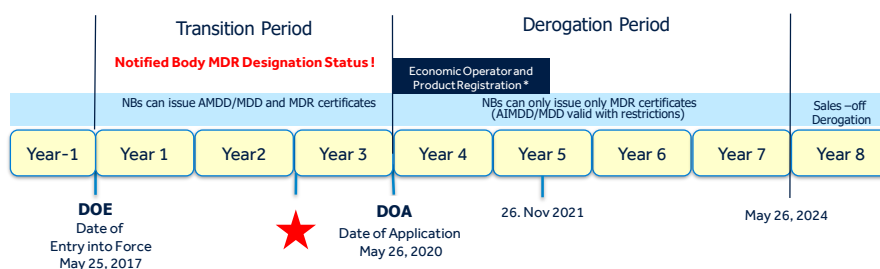 Transition Period
Derogation Period
Notified Body MDR Designation Status !
Economic Operator and
Product Registration *
NBs can issue AMDD/MDD and MDR certificates
NBs can only issue only MDR certificates
(AIMDD/MDD valid with restrictions)
Sales –off
Derogation
Year-1
Year 1
Year2
Year 3
Year 4
Year 5
Year 6
Year 7
Year 8
DOE
Date of
Entry into Force
May 25, 2017
DOA
Date of Application
May 26, 2020
26. Nov 2021
May 26, 2024